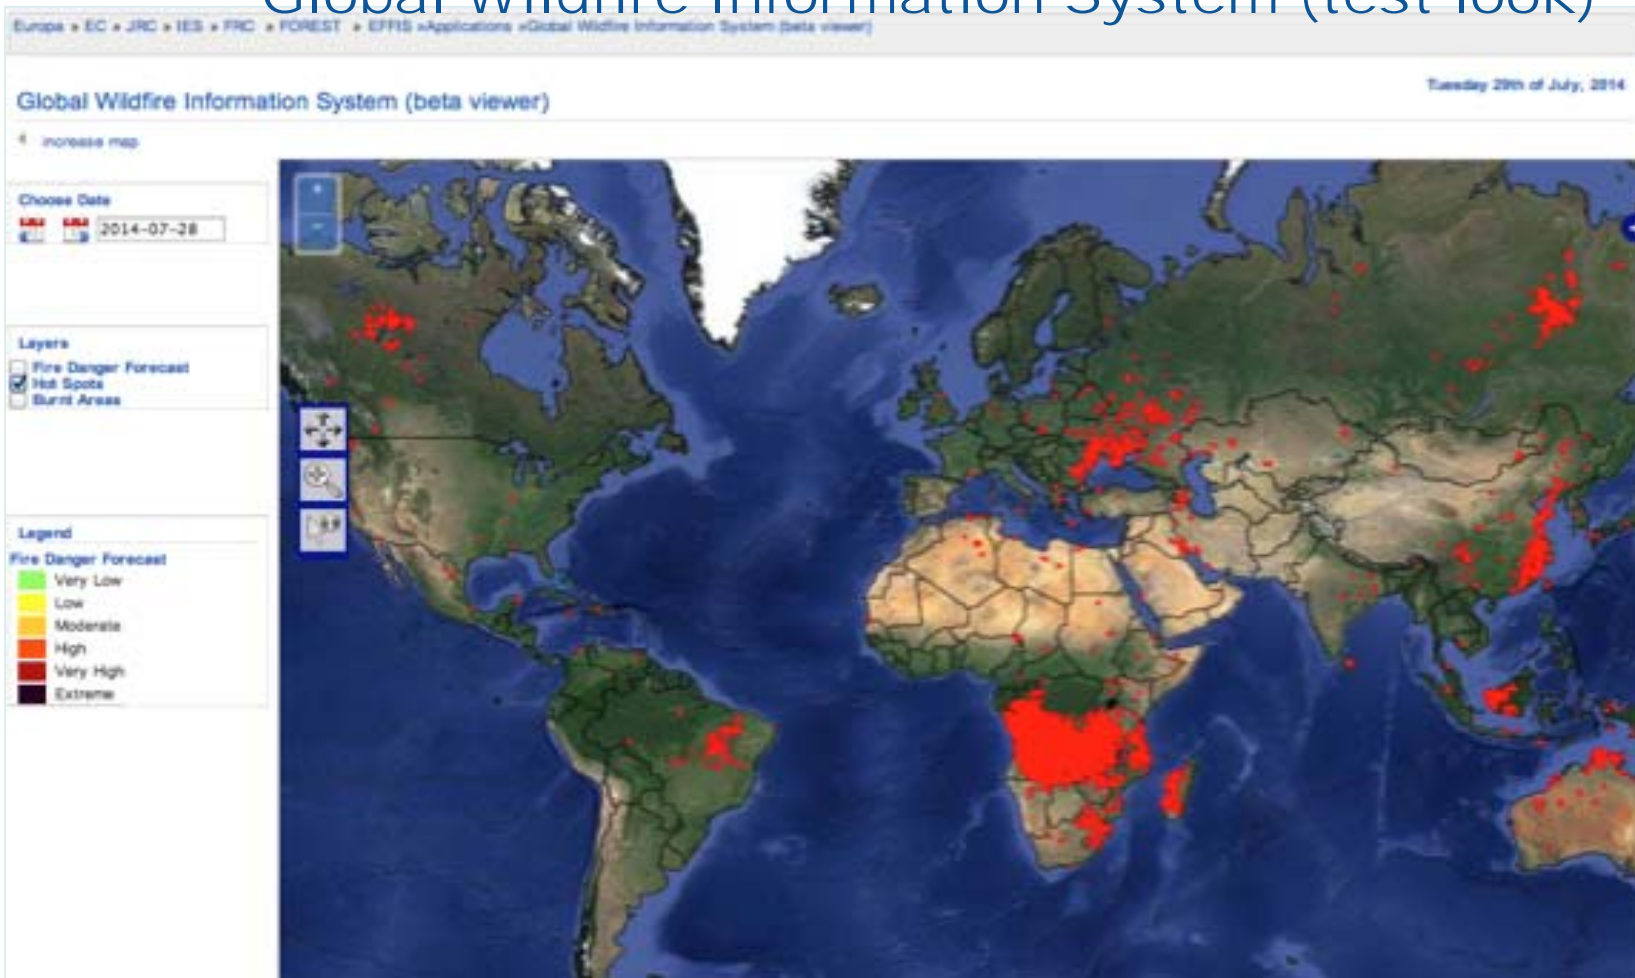 Global Wildfire Information System (test look)
Europa » EC » JRC » IES » FRC » FOREST » EFFIS »Applications »Global Wildfire Information System (beta viewer)
Tuesday 29th of July, 2014
Global Wildfire Information System (beta viewer)
increase map
Choose Date
2014-07-28
Layers
Fire Danger Forecast
Hot Spots
Burnt Areas
Legend
Fire Danger Forecast
Very Low
Low
Moderate
High
Very High
Extreme